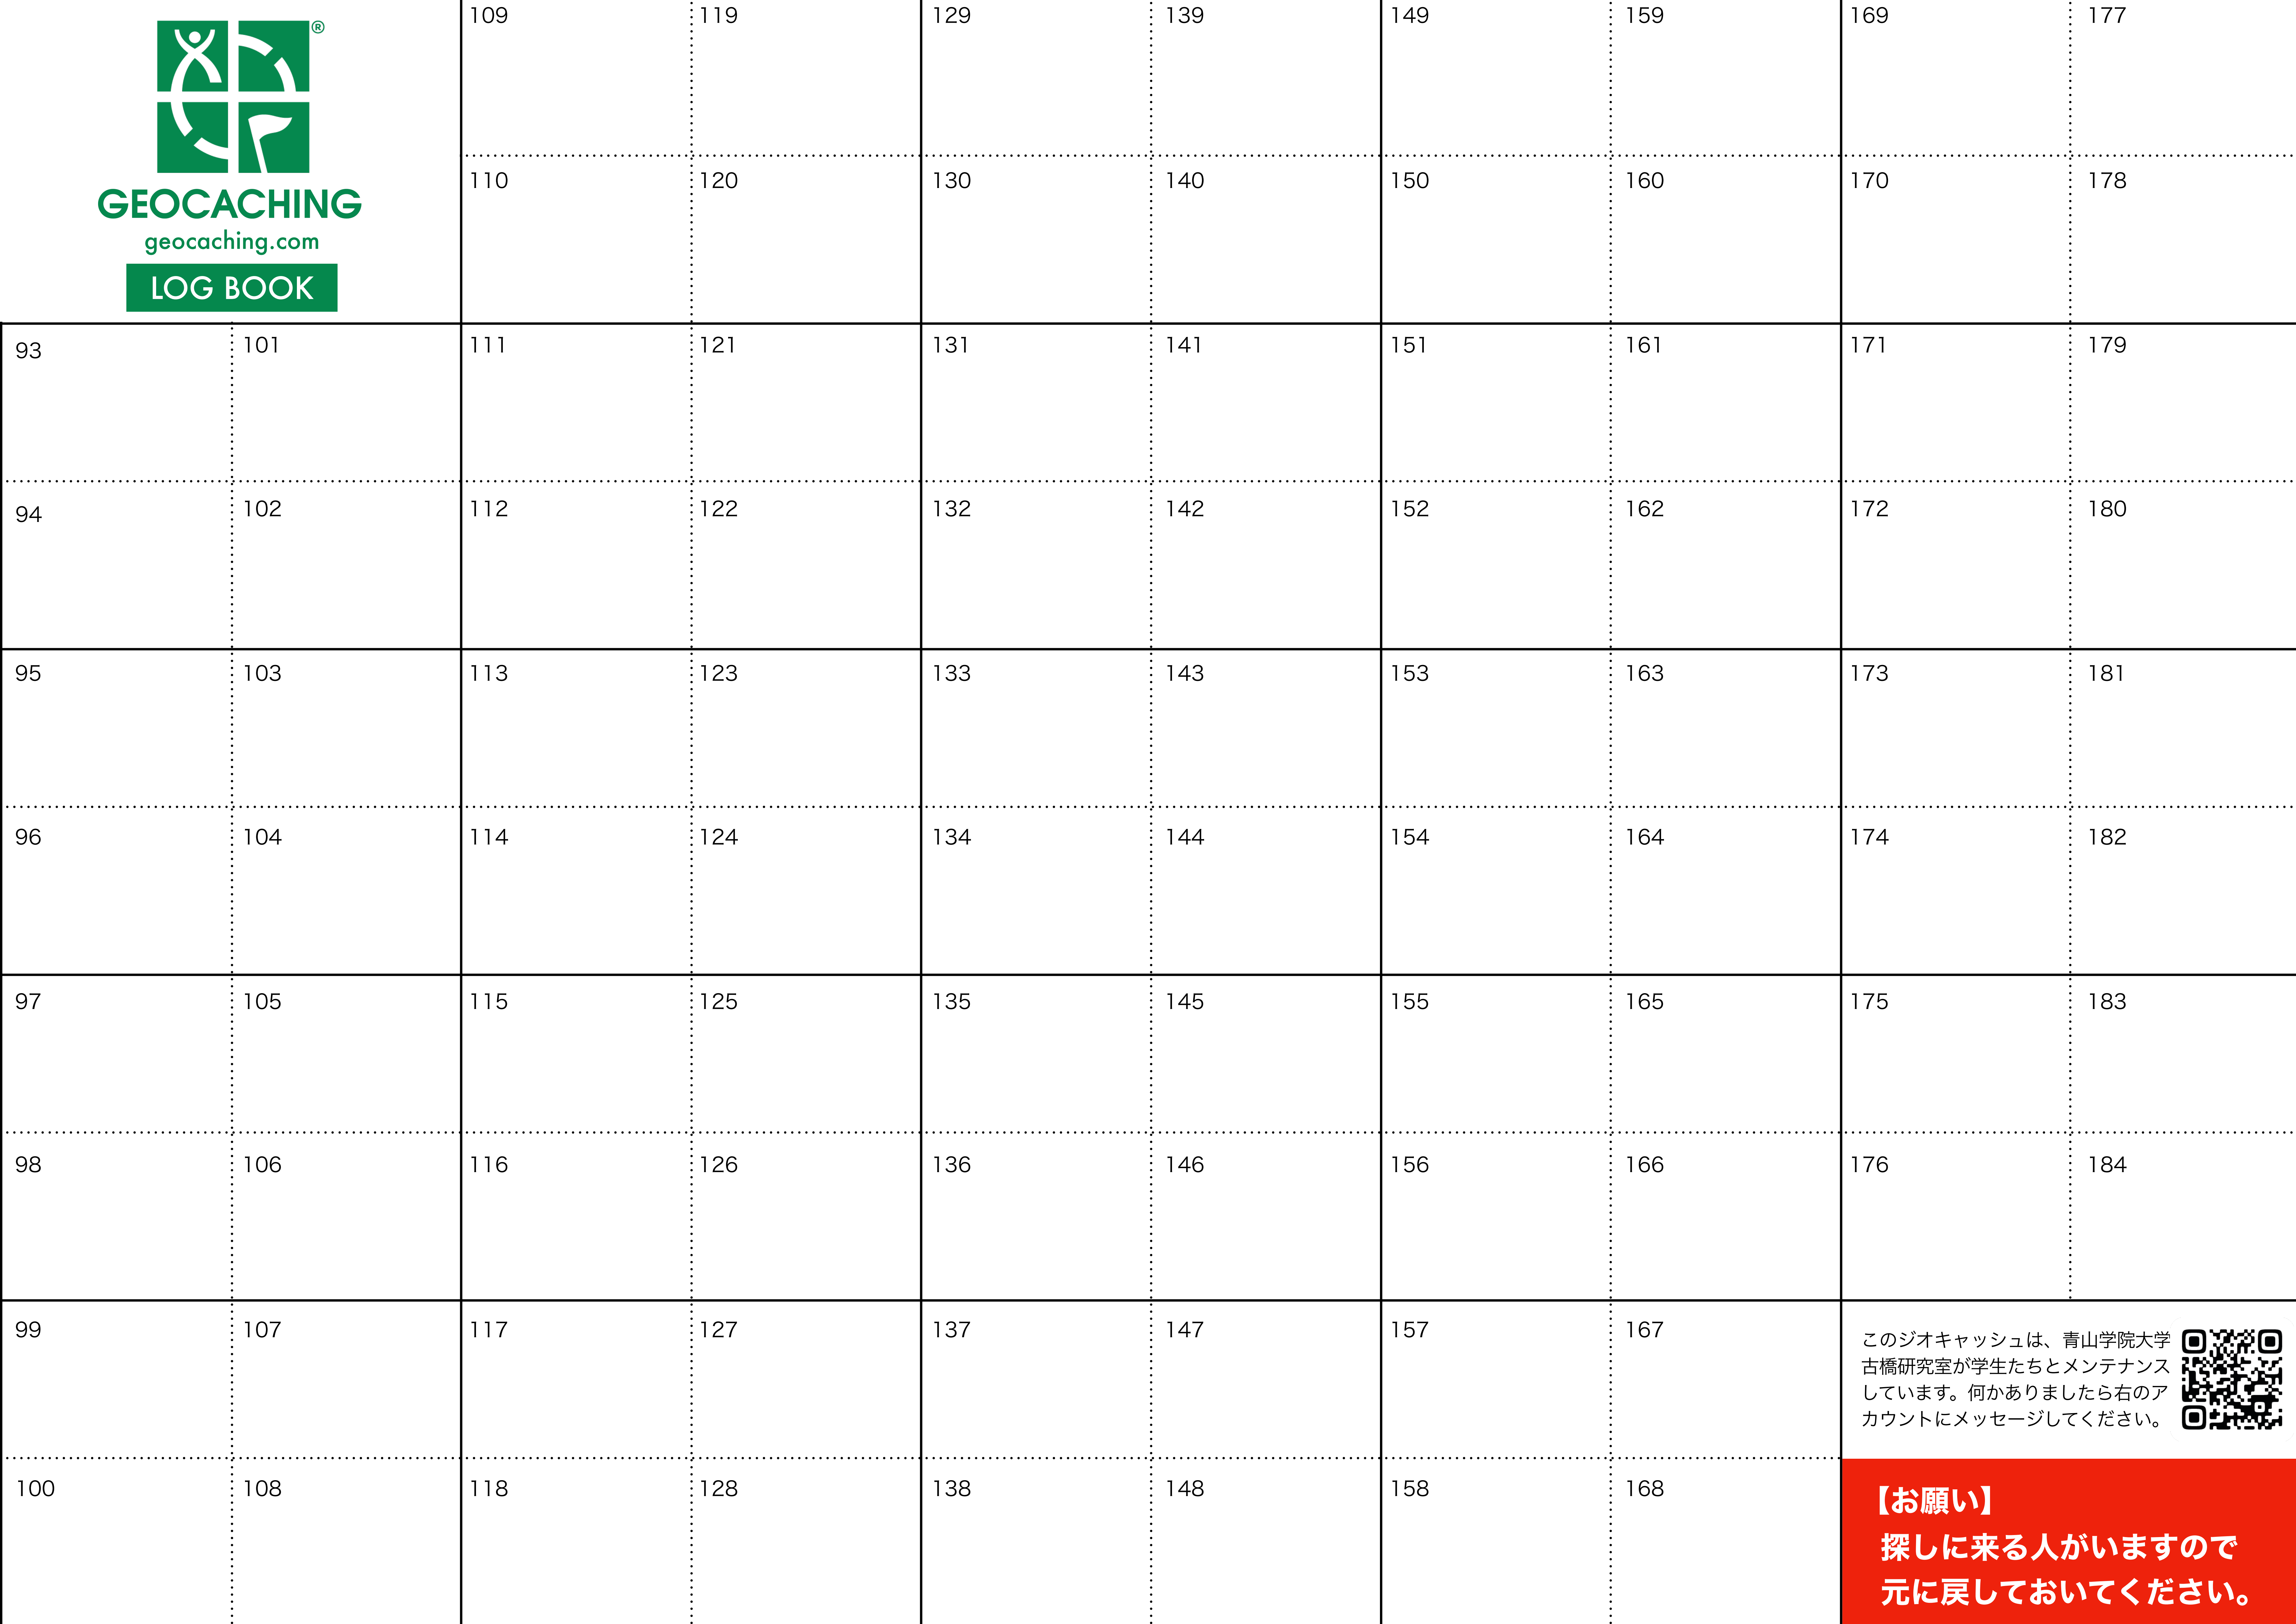 ®
GEOCACHING
geocaching.com
LOG BOOK
109 119 129 139 149 159 169 177
110 120 130 140 150 160 170 178
93 101 111 121 131 141 151 161 171 179
94 102 112 122 132 142 152 162 172 180
95 103 113 123 133 143 153 163 173 181
96 104 114 124 134 144 154 164 174 182
97 105 115 125 135 145 155 165 175 183
98 106 116 126 136 146 156 166 176 184
99 107 117 127 137 147 157 167
100 108 118 128 138 148 158 168
このジオキャッシュは、青山学院大学
古橋研究室が学生たちとメンテナンス
しています。何かありましたら右のア
カウントにメッセージしてください。
【お願い】
探しに来る人がいますので
元に戻しておいてください。